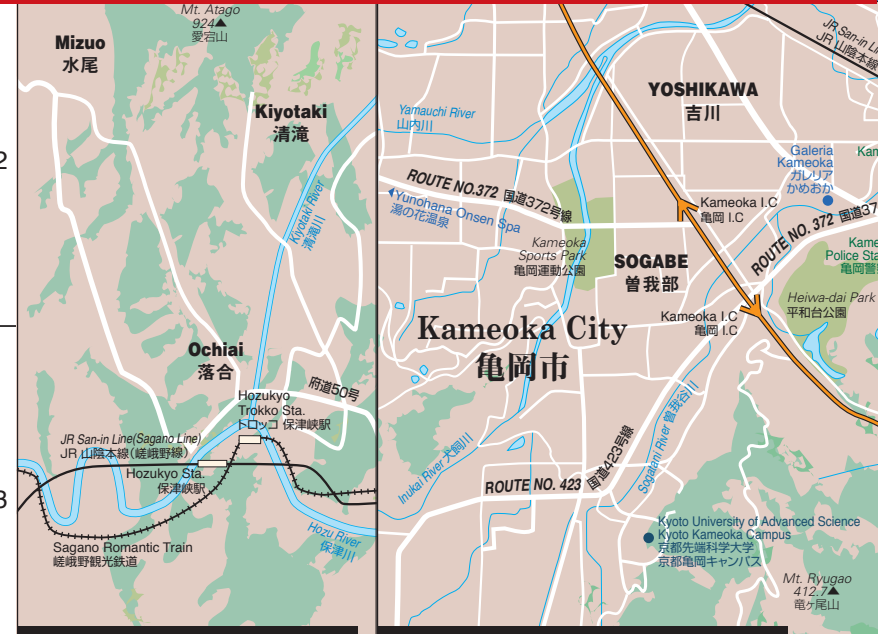 Mt. Atago
924▲
愛宕山
Mizuo
水尾
Kiyotaki
清滝
Kiyotaki River
清滝川
Ochiai
落合
府道50号
Hozukyo
Trokko Sta.
トロッコ 保津峡駅
JR San-in Line(Sagano Line)
JR 山陰本線(嵯峨野線)
Hozukyo Sta.
保津峡駅
Hozu River
保津川
Sagano Romantic Train
嵯峨野観光鉄道
2
3
JR San-in Li
JR 山陰本線
YOSHIKAWA
吉川
Yamauchi River
山内川
Galeria
Kameoka
ガレリア
かめおか
Kam
ROUTE NO.372 国道372号線
Yunohana Onsen Spa
湯の花温泉
Kameoka I.C
亀岡 I.C
ROUTE NO. 372 国道37
Kameoka
Sports Park
亀岡運動公園
SOGABE
曽我部
Kame
Police Sta
亀岡警
Heiwa-dai Park
平和台公園
Kameoka I.C
亀岡 I.C
Kameoka City
亀岡市
Inukai River 犬飼川
Sogatani River 曽我谷川
ROUTE NO. 423 国道423号線
Kyoto University of Advanced Science
Kyoto Kameoka Campus
京都先端科学大学
京都亀岡キャンパス
Mt. Ryugao
412.7▲
竜ヶ尾山